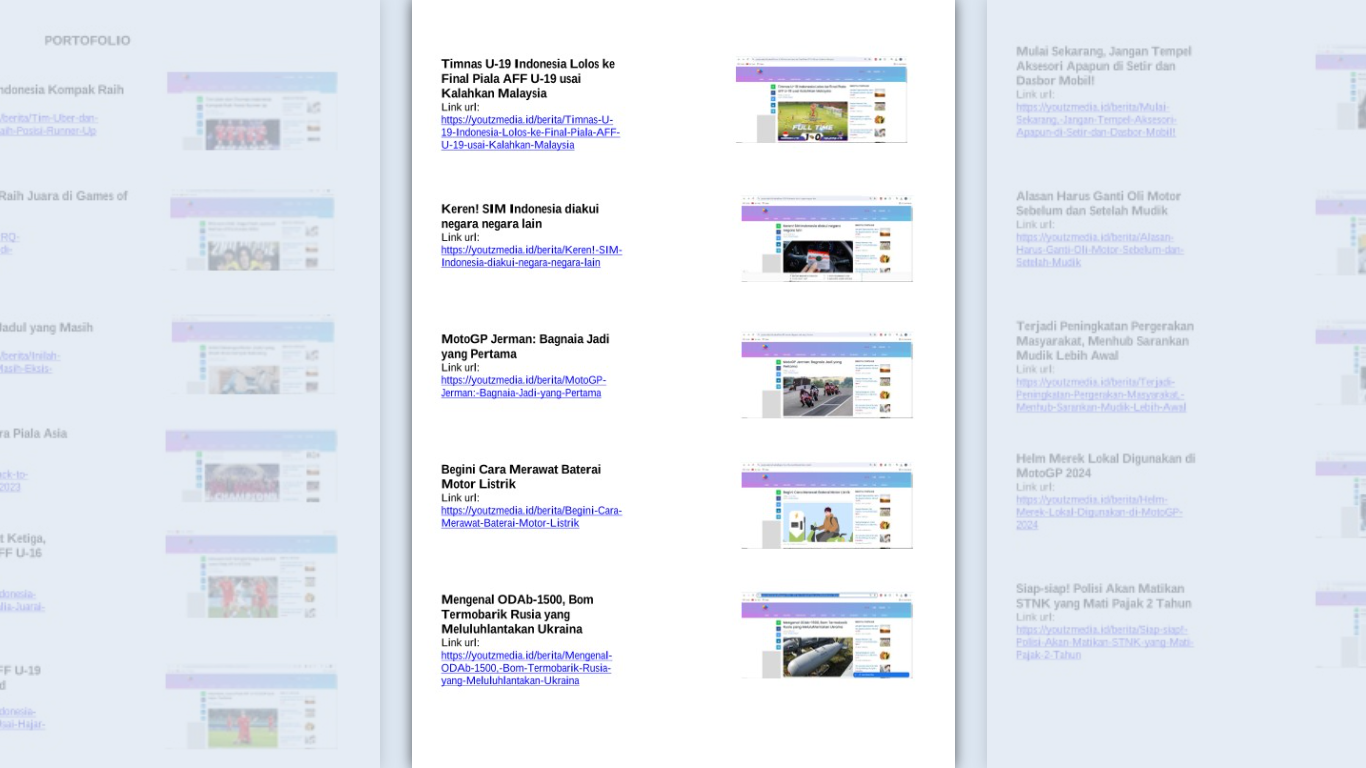 PORTOFOLIO
ndonesia Kompak Raih
/berita/Tim-Uber-dan-
aih-Posisi-Runner-Up
Raih Juara di Games of
RQ-
di-
Jadul yang Masih
/berita/Inilah-
Masih-Eksis-
ra Piala Asia
ack-to-
2023
t Ketiga,
FF U-16
donesia-
FF U-19
d
donesia-
Timnas U-19 Indonesia Lolos ke
Final Piala AFF U-19 usai
Kalahkan Malaysia
Link url:
https://youtzmedia.id/berita/Timnas-U-
19-Indonesia-Lolos-ke-Final-Piala-AFF-
U-19-usai-Kalahkan-Malaysia
FULL TIME
Keren! SIM Indonesia diakui
negara negara lain
Link url:
https://youtzmedia.id/berita/Keren!-SIM-
Indonesia-diakui-negara-negara-lain
MotoGP Jerman: Bagnaia Jadi
yang Pertama
Link url:
https://youtzmedia.id/berita/MotoGP-
Jerman:-Bagnaia-Jadi-yang-Pertama
Begini Cara Merawat Baterai
Motor Listrik
Link url:
https://youtzmedia.id/berita/Begini-Cara-
Merawat-Baterai-Motor-Listrik
Mengenal ODAb-1500, Bom
Termobarik Rusia yang
Meluluhlantakan Ukraina
Link url:
https://youtzmedia.id/berita/Mengenal-
ODAb-1500,-Bom-Termobarik-Rusia-
yang-Meluluhlantakan-Ukraina
Mulai Sekarang, Jangan Tempel
Aksesori Apapun di Setir dan
Dasbor Mobil!
Link url:
https://youtzmedia.id/berita/Mulai-
Sekarang,-Jangan-Tempel-Aksesori-
Apapun-di-Setir-dan-Dasbor-Mobil!
Alasan Harus Ganti Oli Motor
Sebelum dan Setelah Mudik
Link url:
https://youtzmedia.id/berita/Alasan-
Harus-Ganti-Oli-Motor-Sebelum-dan-
Setelah-Mudik
Terjadi Peningkatan Pergerakan
Masyarakat, Menhub Sarankan
Mudik Lebih Awal
Link url:
https://youtzmedia.id/berita/Terjadi-
Peningkatan-Pergerakan-Masyarakat,-
Menhub-Sarankan-Mudik-Lebih-Awal
Helm Merek Lokal Digunakan di
MotoGP 2024
Link url:
https://youtzmedia.id/berita/Helm-
Merek-Lokal-Digunakan-di-MotoGP-
2024
Siap-siap! Polisi Akan Matikan
STNK yang Mati Pajak 2 Tahun
Link url:
https://youtzmedia.id/berita/Siap-siap!-
Polisi-Akan-Matikan-STNK-yang-Mati-
Pajak-2-Tahun